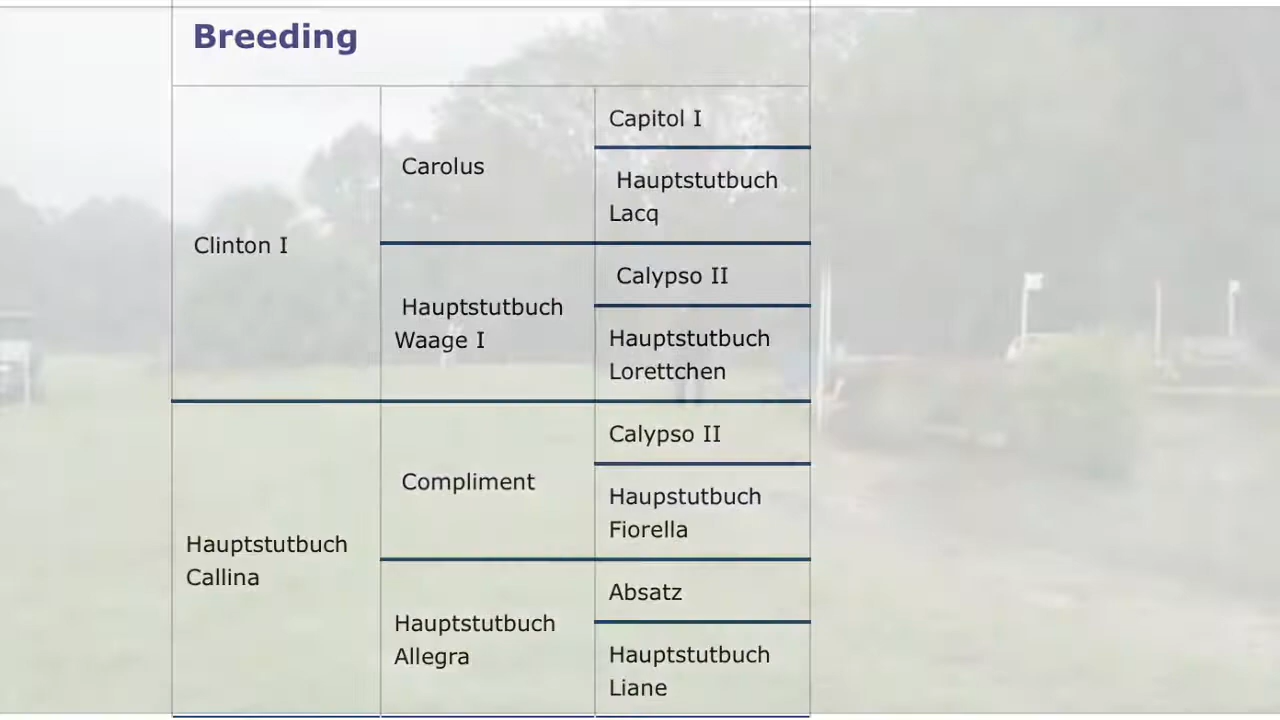 Breeding
Capitol I
Carolus
Hauptstutbuch
Lacq
Clinton I
Calypso II
Hauptstutbuch
Waage I
Hauptstutbuch
Lorettchen
Calypso II
Compliment
Haupstutbuch
Fiorella
Hauptstutbuch
Callina
Absatz
Hauptstutbuch
Allegra
Hauptstutbuch
Liane